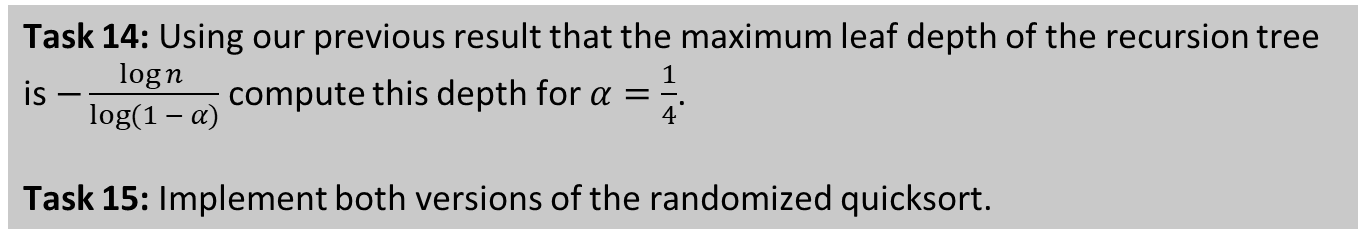 Task 14: Using our previous result that the maximum leaf depth of the recursion tree
is − log n / log(1 − α) compute this depth for α = 1/4.
Task 15: Implement both versions of the randomized quicksort.